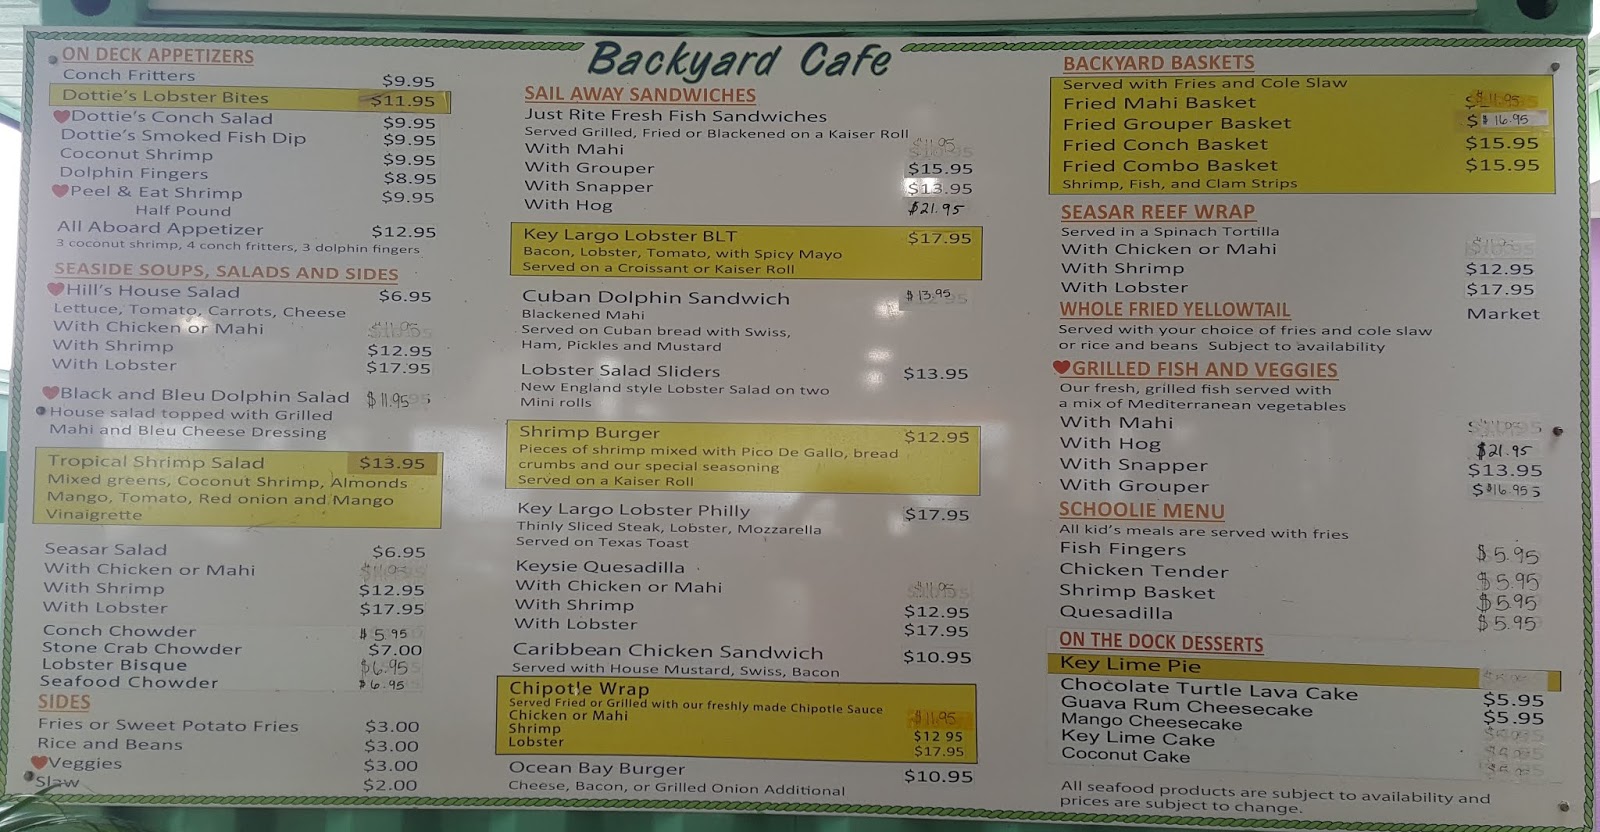 Backyard Cafe
ON DECK APPETIZERS
Conch Fritters $9.95
Dottie's Lobster Bites $11.95
Dottie's Conch Salad $9.95
Dottie's Smoked Fish Dip $9.95
Coconut Shrimp $9.95
Dolphin Fingers $8.95
Peel & Eat Shrimp $9.95
Half Pound
All Aboard Appetizer $12.95
3 coconut shrimp, 4 conch fritters, 3 dolphin fingers
SEASIDE SOUPS, SALADS AND SIDES
Hill's House Salad $6.95
Lettuce, Tomato, Carrots, Cheese
With Chicken or Mahi $11.95
With Shrimp $12.95
With Lobster $17.95
Black and Bleu Dolphin Salad $11.95
House salad topped with Grilled
Mahi and Bleu Cheese Dressing
Tropical Shrimp Salad $13.95
Mixed greens, Coconut Shrimp, Almonds
Mango, Tomato, Red onion and Mango
Vinaigrette
Seasar Salad $6.95
With Chicken or Mahi $11.95
With Shrimp $12.95
With Lobster $17.95
Conch Chowder $5.95
Stone Crab Chowder $7.00
Lobster Bisque $6.95
Seafood Chowder $6.95
SIDES
Fries or Sweet Potato Fries $3.00
Rice and Beans $3.00
Veggies $3.00
Slaw $2.00
SAIL AWAY SANDWICHES
Just Rite Fresh Fish Sandwiches
Served Grilled, Fried or Blackened on a Kaiser Roll
With Mahi $11.95
With Grouper $15.95
With Snapper $13.95
With Hog $21.95
Key Largo Lobster BLT $17.95
Bacon, Lobster, Tomato, with Spicy Mayo
Served on a Croissant or Kaiser Roll
Cuban Dolphin Sandwich $13.95
Blackened Mahi
Served on Cuban bread with Swiss,
Ham, Pickles and Mustard
Lobster Salad Sliders $13.95
New England style Lobster Salad on two
Mini rolls
Shrimp Burger $12.95
Pieces of shrimp mixed with Pico De Gallo, bread
crumbs and our special seasoning
Served on a Kaiser Roll
Key Largo Lobster Philly $17.95
Thinly Sliced Steak, Lobster, Mozzarella
Served on Texas Toast
Keysie Quesadilla
With Chicken or Mahi $11.95
With Shrimp $12.95
With Lobster $17.95
Caribbean Chicken Sandwich $10.95
Served with House Mustard, Swiss, Bacon
Chipotle Wrap
Served Fried or Grilled with our freshly made Chipotle Sauce
Chicken or Mahi $11.95
Shrimp $12 95
Lobster $17.95
Ocean Bay Burger $10.95
Cheese, Bacon, or Grilled Onion Additional
BACKYARD BASKETS
Served with Fries and Cole Slaw
Fried Mahi Basket $11.95
Fried Grouper Basket $16.95
Fried Conch Basket $15.95
Fried Combo Basket $15.95
Shrimp, Fish, and Clam Strips
SEASAR REEF WRAP
Served in a Spinach Tortilla
With Chicken or Mahi
With Shrimp $12.95
With Lobster $17.95
WHOLE FRIED YELLOWTAIL Market
Served with your choice of fries and cole slaw
or rice and beans Subject to availability
GRILLED FISH AND VEGGIES
Our fresh, grilled fish served with
a mix of Mediterranean vegetables
With Mahi
With Hog $21.95
With Snapper $13.95
With Grouper $16.95
SCHOOLIE MENU
All kid's meals are served with fries
Fish Fingers $5.95
Chicken Tender $5.95
Shrimp Basket $5.95
Quesadilla $5.95
ON THE DOCK DESSERTS
Key Lime Pie
Chocolate Turtle Lava Cake $5.95
Guava Rum Cheesecake $5.95
Mango Cheesecake
Key Lime Cake
Coconut Cake
All seafood products are subject to availability and
prices are subject to change.